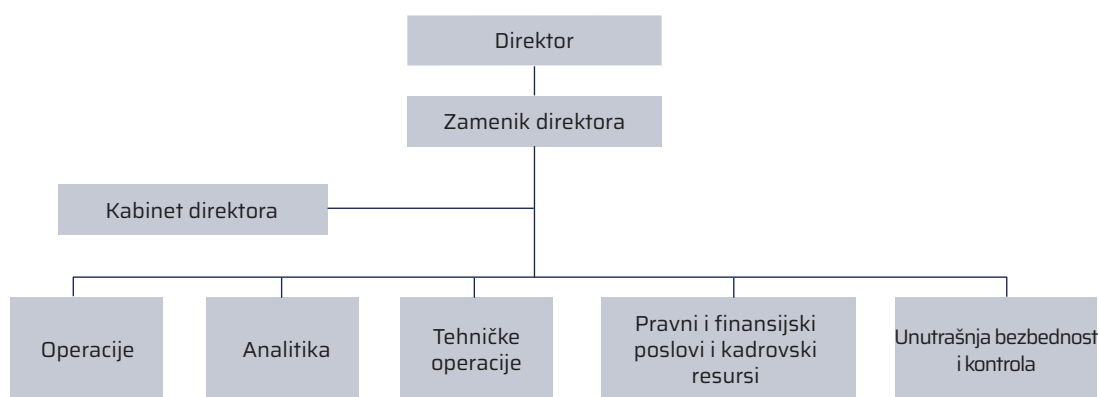 Direktor
Zamenik direktora
Kabinet direktora
Operacije
Analitika
Tehničke
operacije
Pravni i finansijski
poslovi i kadrovski
resursi
Unutrašnja bezbednost
i kontrola